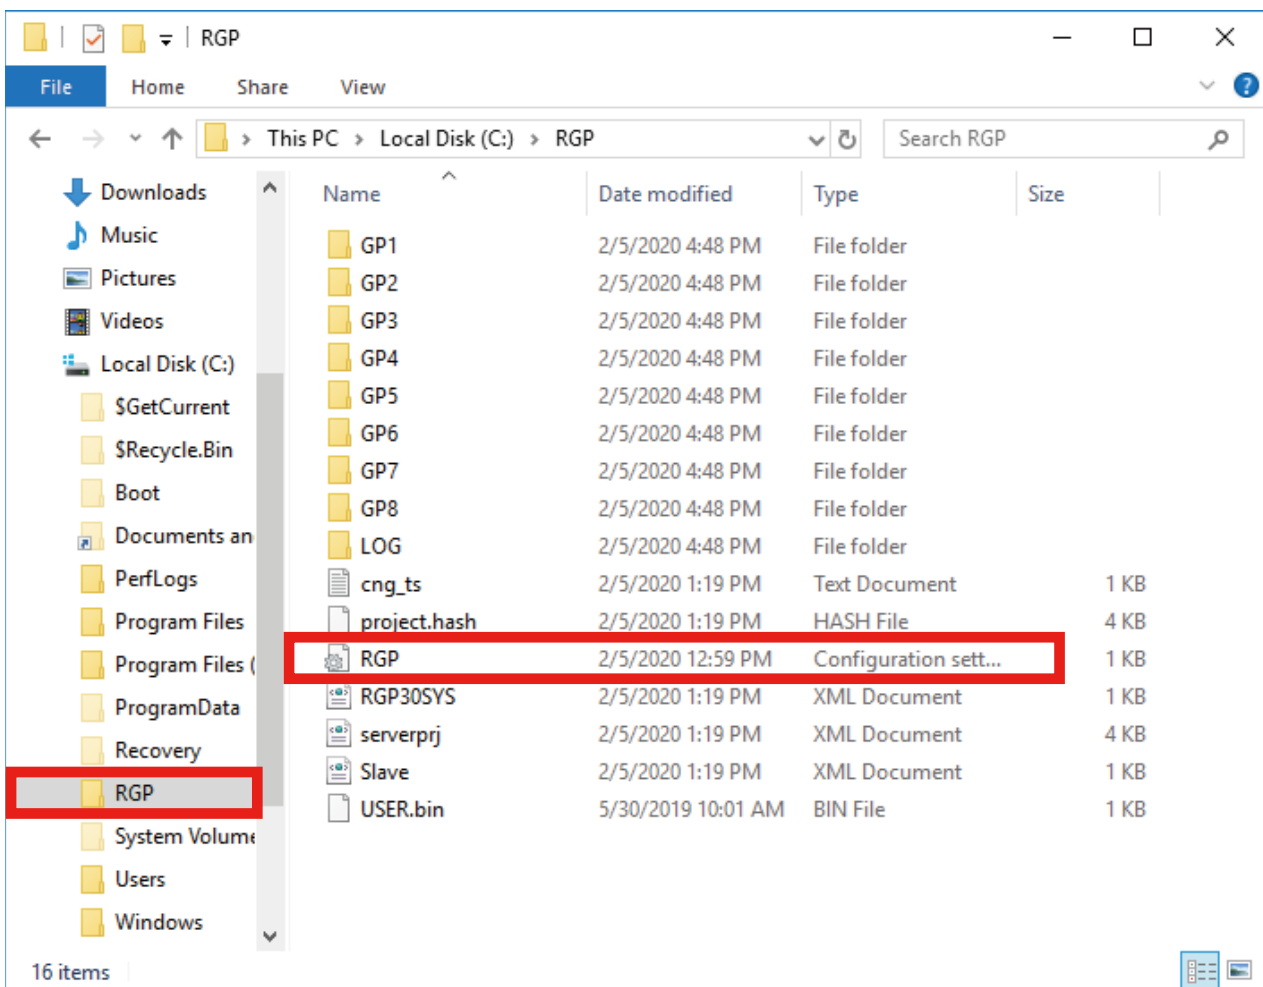 RGP
File Home Share View
This PC > Local Disk (C:) > RGP
Search RGP
Downloads
Music
Pictures
Videos
Local Disk (C:)
$GetCurrent
$Recycle.Bin
Boot
Documents an
PerfLogs
Program Files
Program Files (
ProgramData
Recovery
RGP
System Volume
Users
Windows
Name Date modified Type Size
GP1 2/5/2020 4:48 PM File folder
GP2 2/5/2020 4:48 PM File folder
GP3 2/5/2020 4:48 PM File folder
GP4 2/5/2020 4:48 PM File folder
GP5 2/5/2020 4:48 PM File folder
GP6 2/5/2020 4:48 PM File folder
GP7 2/5/2020 4:48 PM File folder
GP8 2/5/2020 4:48 PM File folder
LOG 2/5/2020 4:48 PM File folder
cng_ts 2/5/2020 1:19 PM Text Document 1 KB
project.hash 2/5/2020 1:19 PM HASH File 4 KB
RGP 2/5/2020 12:59 PM Configuration sett... 1 KB
RGP30SYS 2/5/2020 1:19 PM XML Document 1 KB
serverprj 2/5/2020 1:19 PM XML Document 4 KB
Slave 2/5/2020 1:19 PM XML Document 1 KB
USER.bin 5/30/2019 10:01 AM BIN File 1 KB
16 items